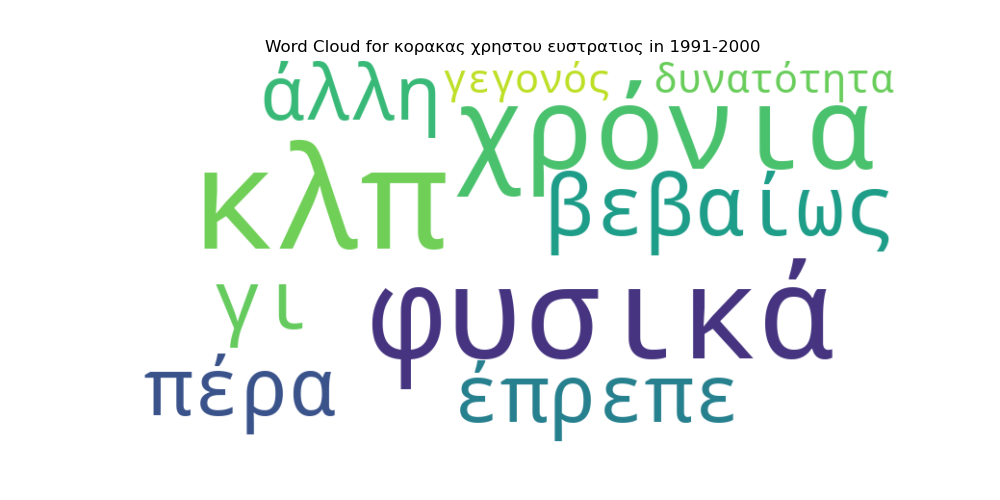 Word Cloud for κορακας χρηστου ευστρατιος in 1991-2000
άλλη
γεγονός
δυνατότητα
χρόνια
κλπ
βεβαίως
γι
φυσικά
πέρα
έπρεπε